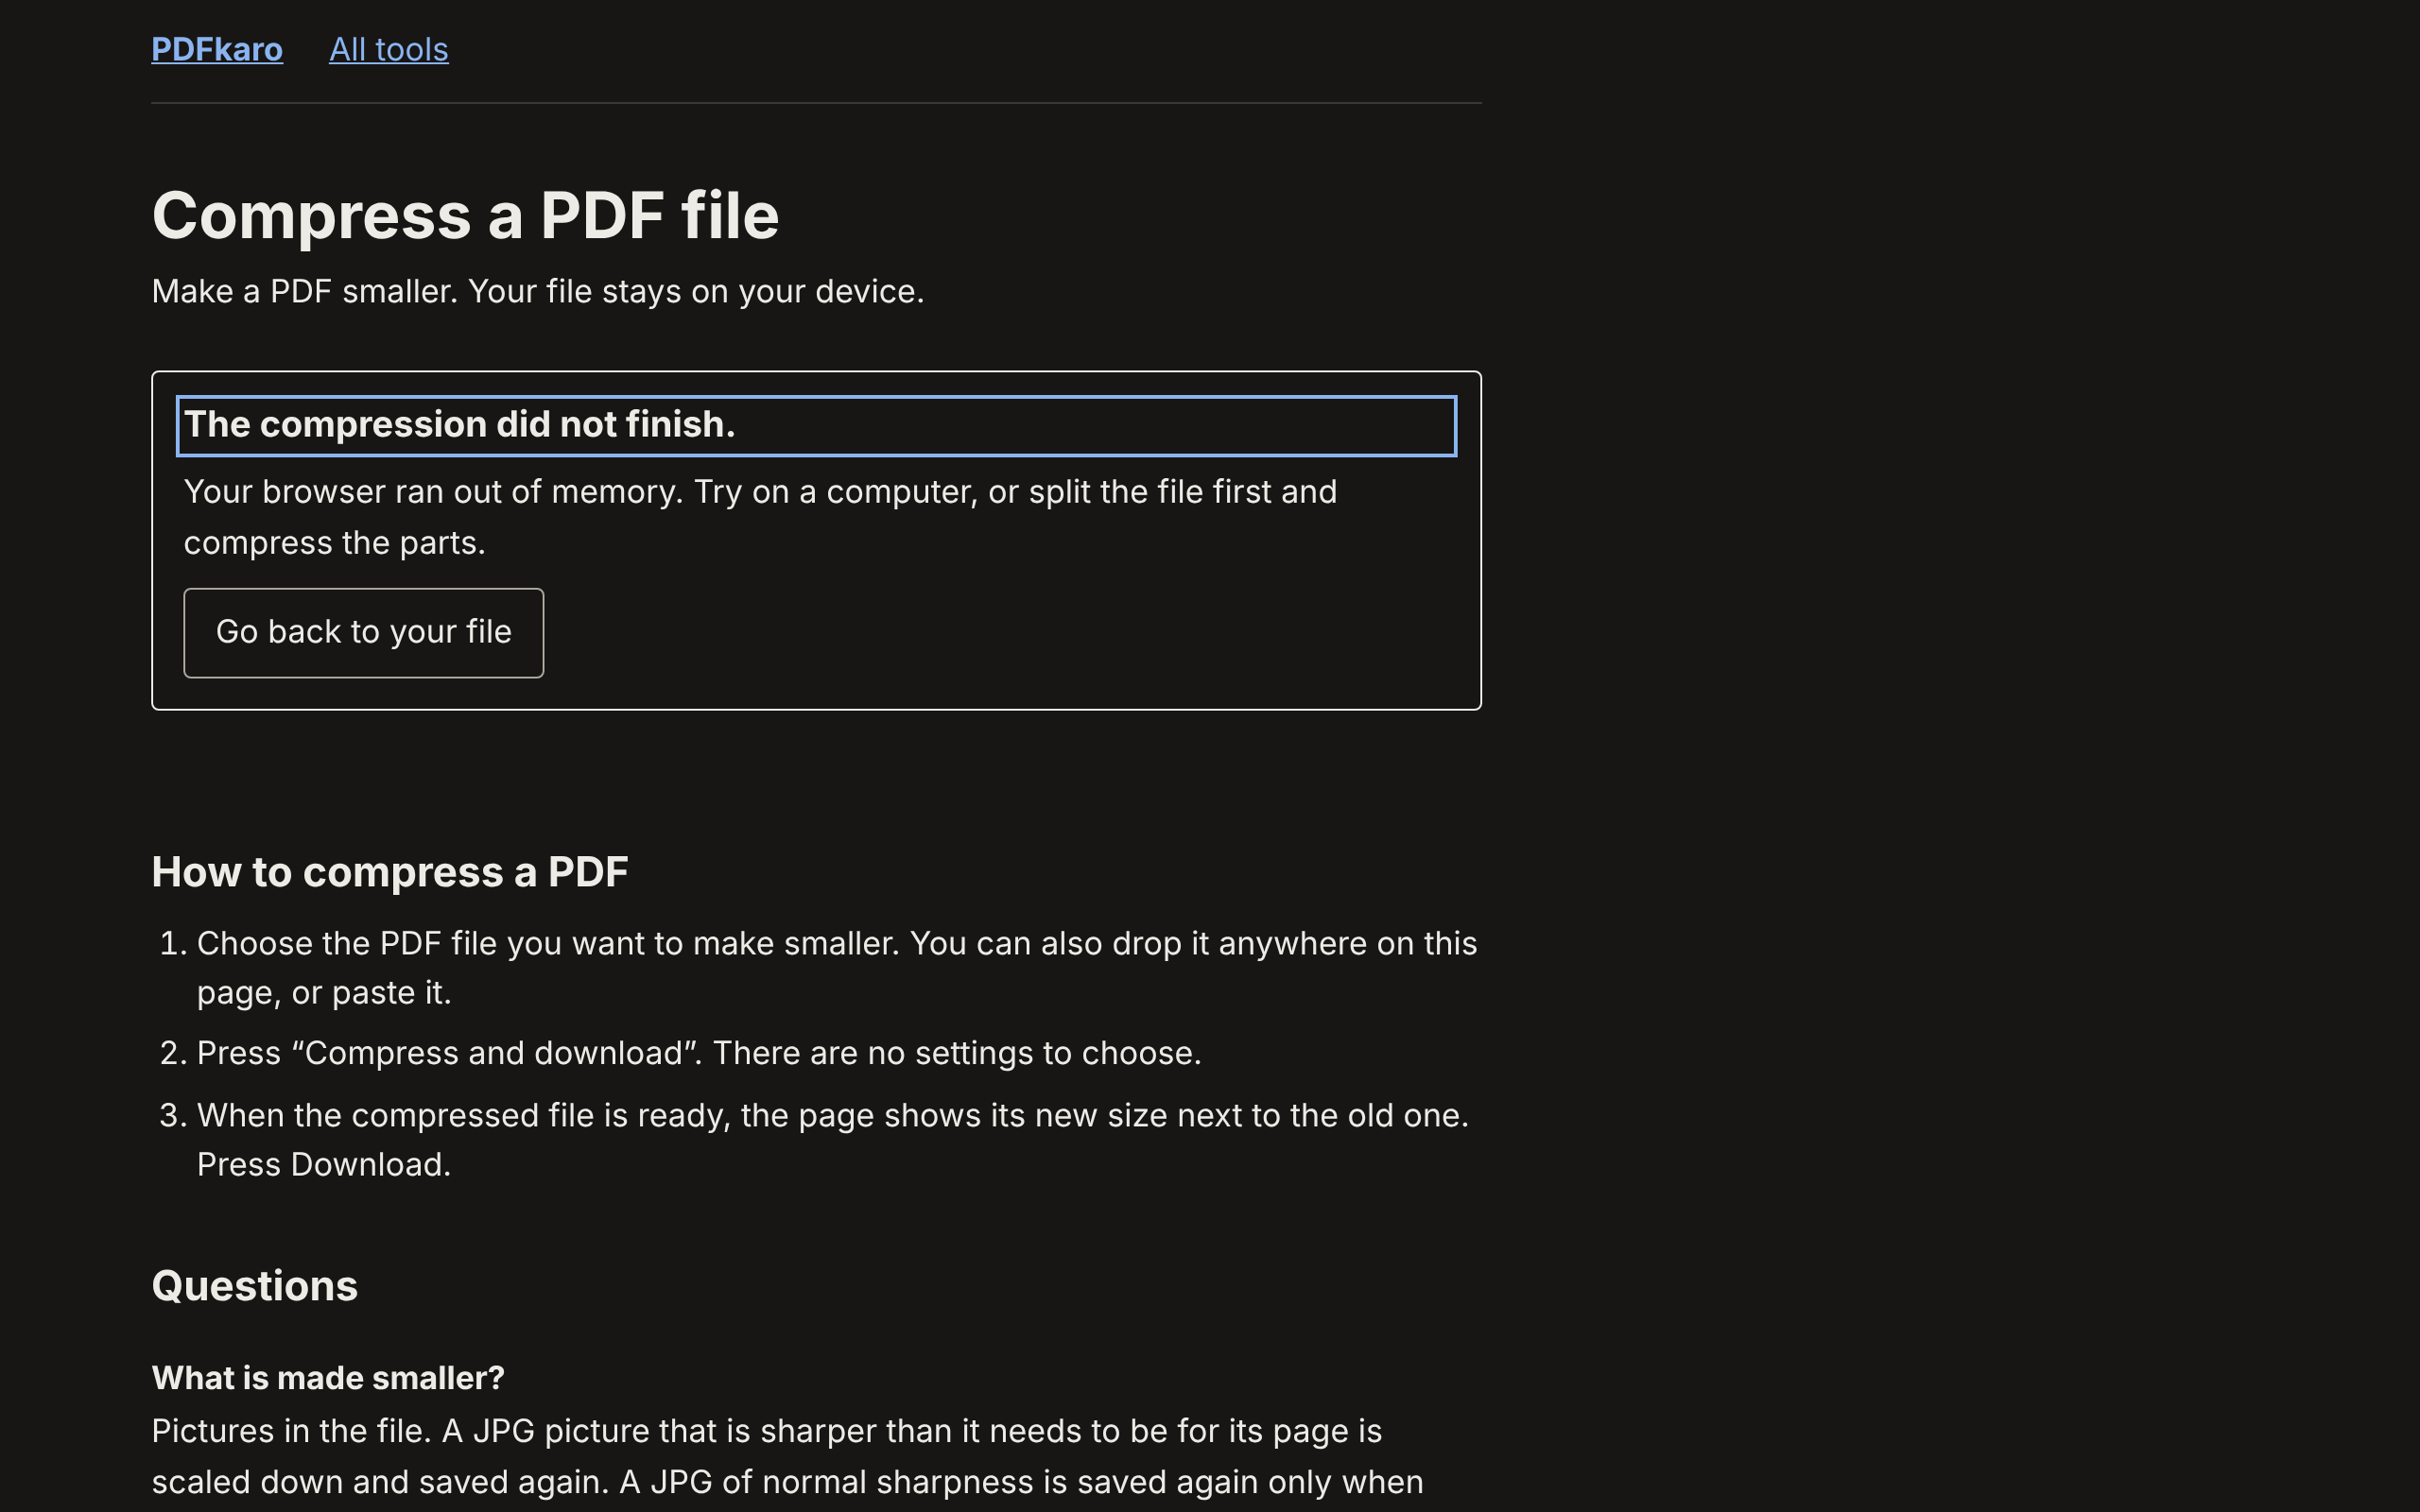 PDFkaro All tools
Compress a PDF file
Make a PDF smaller. Your file stays on your device.
The compression did not finish.
Your browser ran out of memory. Try on a computer, or split the file first and
compress the parts.
Go back to your file
How to compress a PDF
1. Choose the PDF file you want to make smaller. You can also drop it anywhere on this
page, or paste it.
2. Press “Compress and download”. There are no settings to choose.
3. When the compressed file is ready, the page shows its new size next to the old one.
Press Download.
Questions
What is made smaller?
Pictures in the file. A JPG picture that is sharper than it needs to be for its page is
scaled down and saved again. A JPG of normal sharpness is saved again only when